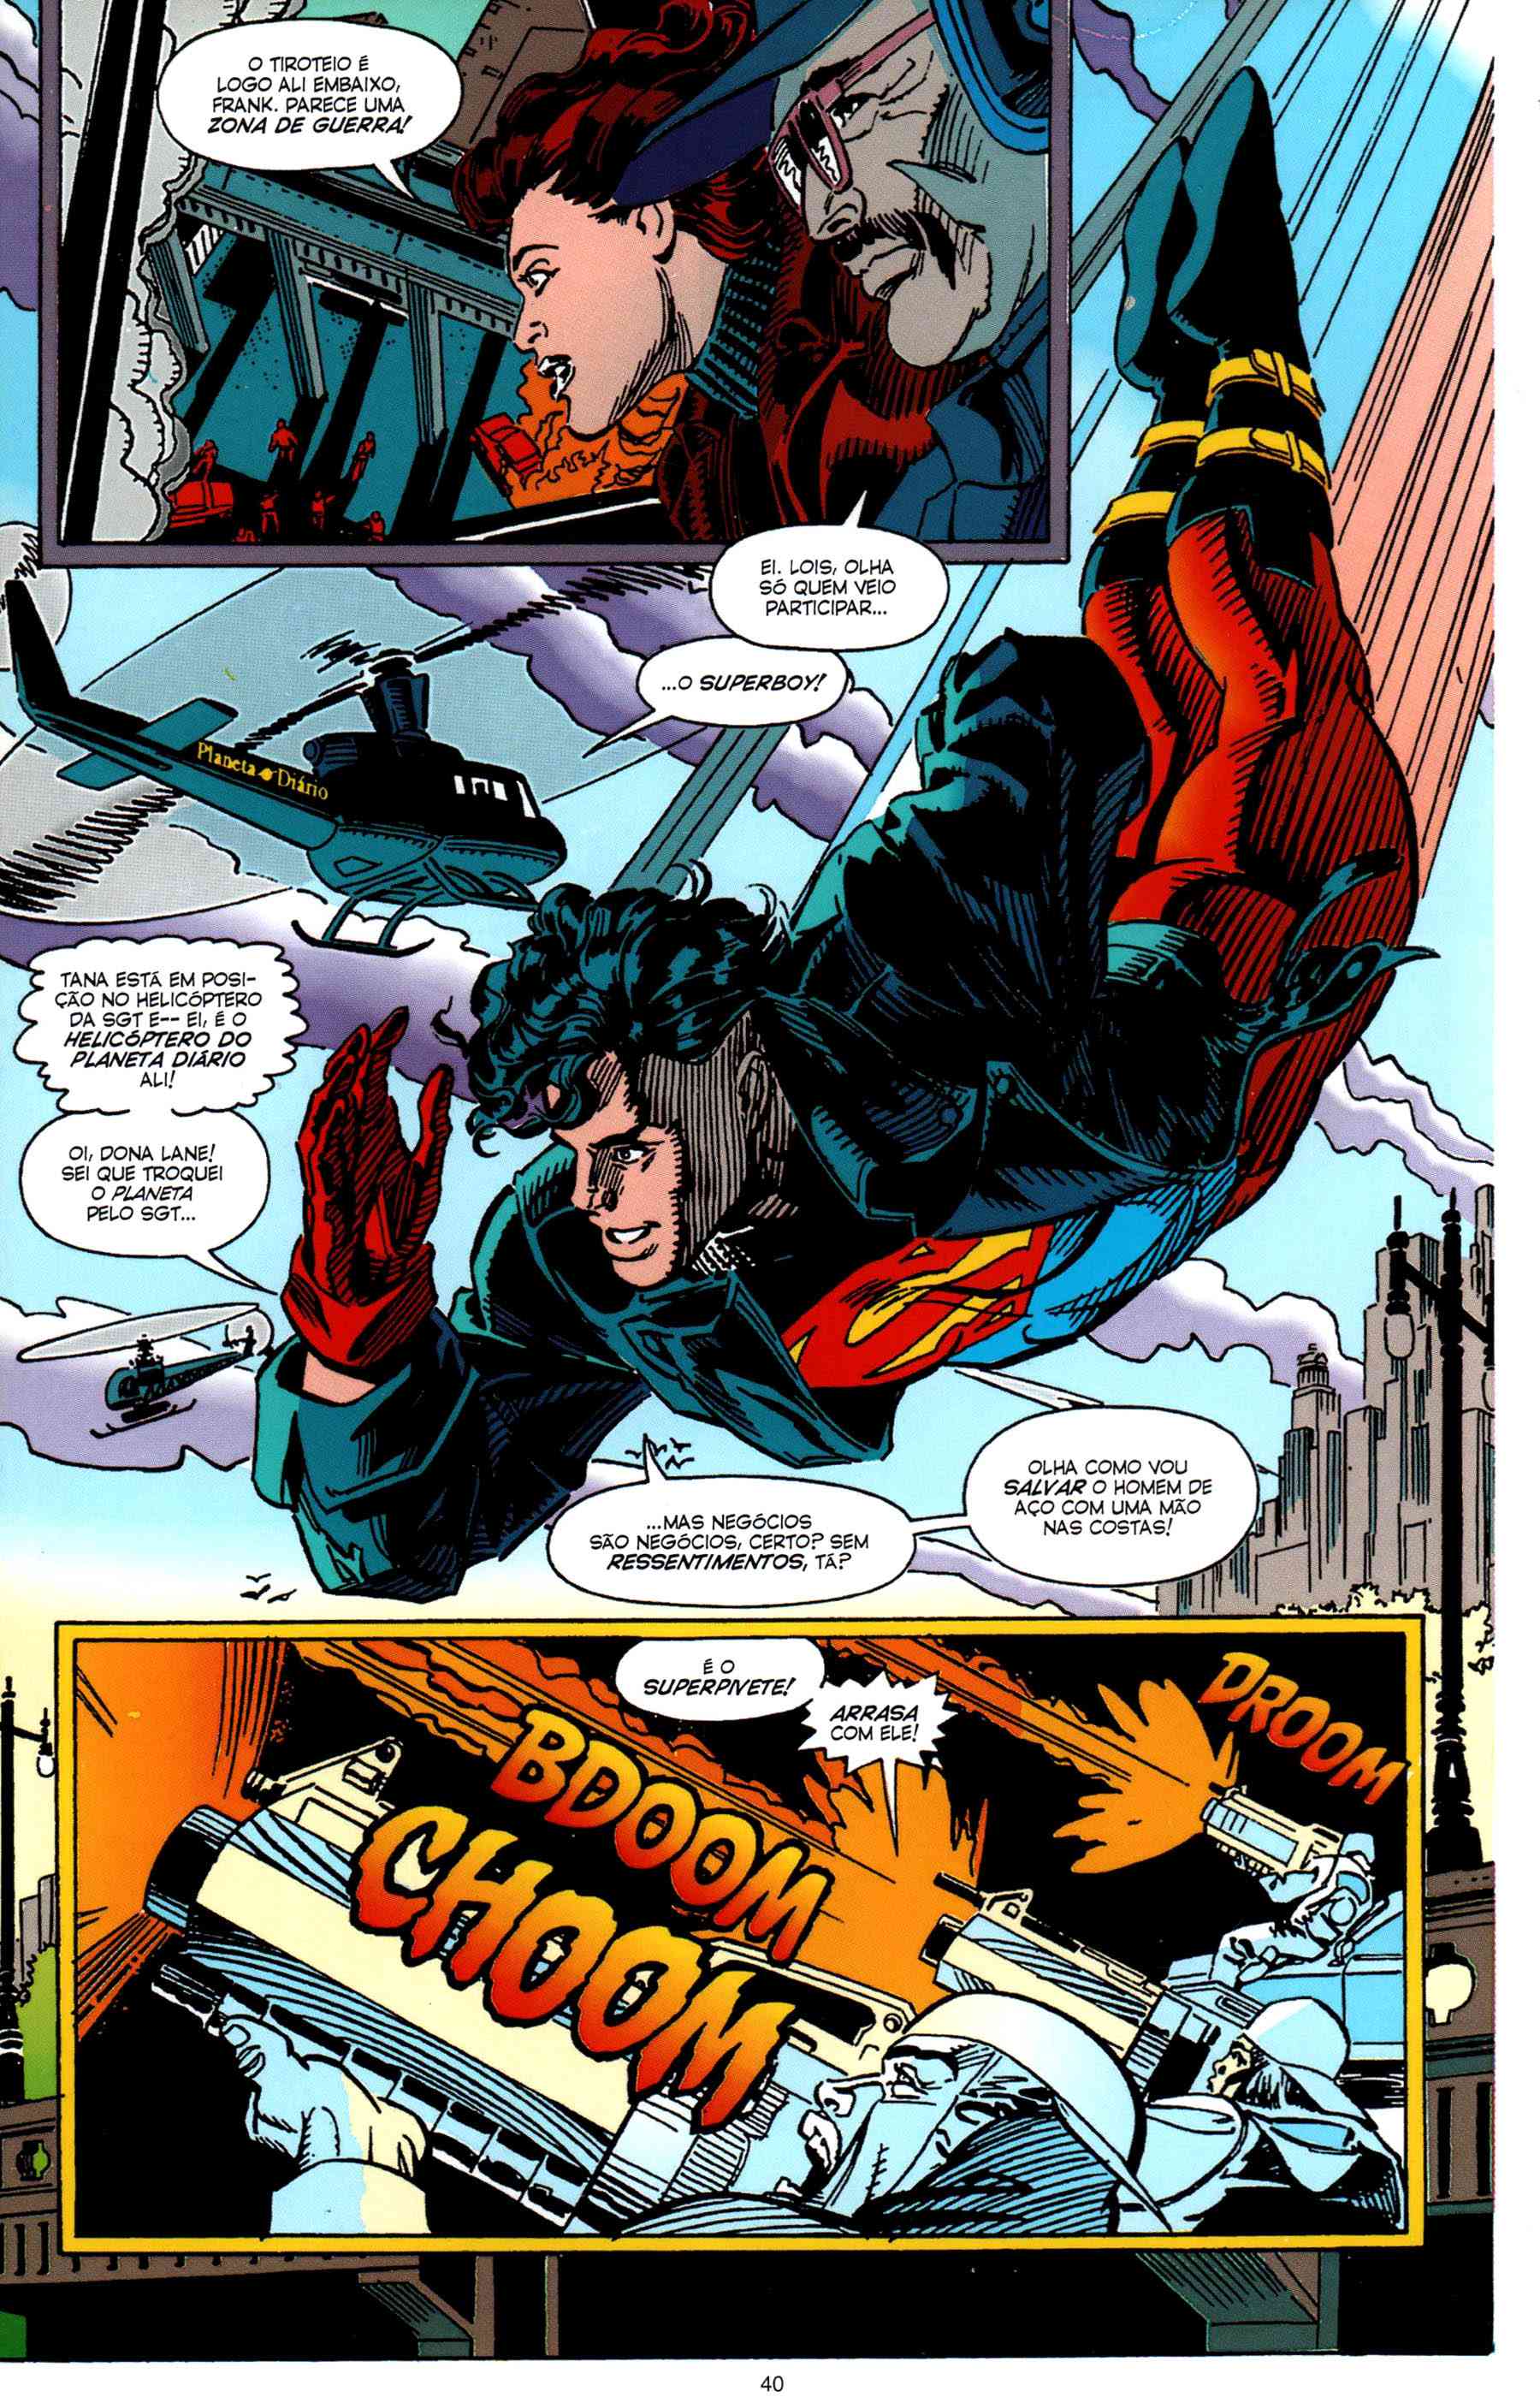 O TIROTEIO É
LOGO ALI EMBAIXO,
FRANK. PARECE UMA
ZONA DE GUERRA!
EI. LOIS, OLHA
SÓ QUEM VEIO
PARTICIPAR...
...O SUPERBOY!
Planeta Diário
TANA ESTÁ EM POSI-
ÇÃO NO HELICÓPTERO
DA SGT E-- EI, É O
HELICÓPTERO DO
PLANETA DIÁRIO
ALI!
OI, DONA LANE!
SEI QUE TROQUEI
O PLANETA
PELO SGT...
...MAS NEGÓCIOS
SÃO NEGÓCIOS, CERTO? SEM
RESSENTIMENTOS, TÁ?
OLHA COMO VOU
SALVAR O HOMEM DE
AÇO COM UMA MÃO
NAS COSTAS!
É O
SUPERPIVETE!
ARRASA
COM ELE!
DROOM
BDOOM
CHOOM
40